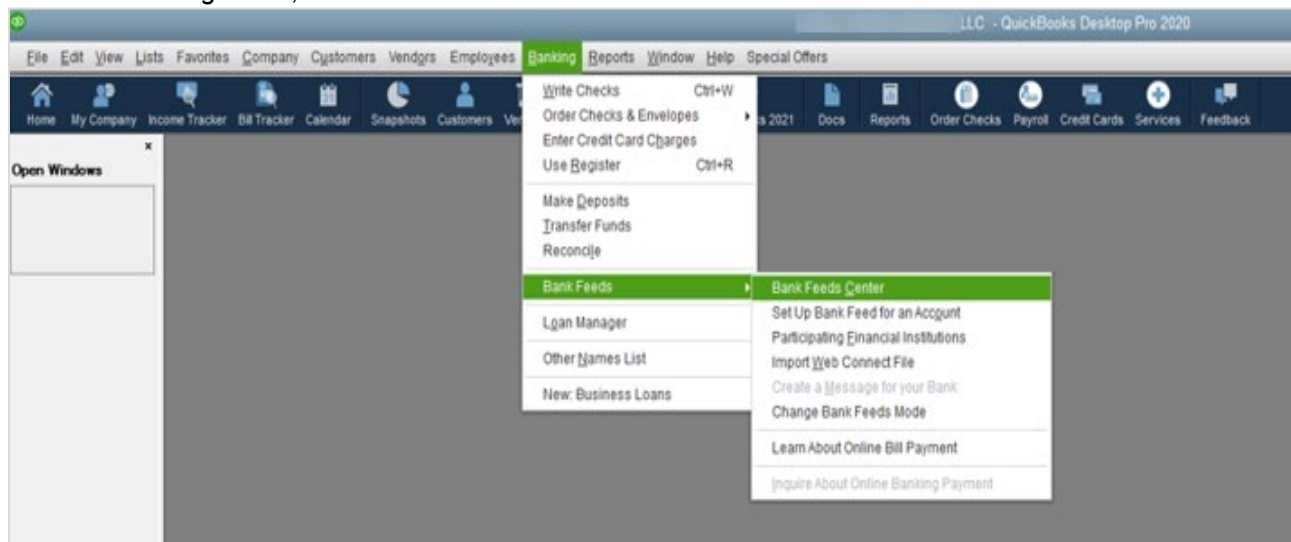 LLC - QuickBooks Desktop Pro 2020
File Edit View Lists Favorites Company Customers Vendors Employees Banking Reports Window Help Special Offers
Home My Company Income Tracker Bill Tracker Calendar Snapshots Customers 2021 Docs Reports Order Checks Payroll Credit Cards Services Feedback
Open Windows
Write Checks Ctrl+W
Order Checks & Envelopes
Enter Credit Card Charges
Use Register Ctrl+R
Make Deposits
Transfer Funds
Reconcile
Bank Feeds
Loan Manager
Other Names List
New: Business Loans
Bank Feeds Center
Set Up Bank Feed for an Account
Participating Financial Institutions
Import Web Connect File
Create a Message for your Bank
Change Bank Feeds Mode
Learn About Online Bill Payment
Inquire About Online Banking Payment